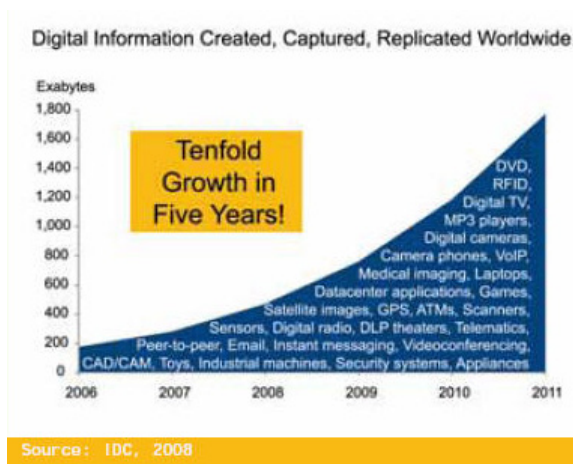 Digital Information Created, Captured, Replicated Worldwide
Exabytes
1,800
1,600
1,400
1,200
1,000
800
600
400
200
0
Tenfold
Growth in
Five Years!
DVD,
RFID,
Digital TV,
MP3 players,
Digital cameras,
Camera phones, VoIP,
Medical imaging, Laptops,
Datacenter applications, Games,
Satellite images, GPS, ATMs, Scanners,
Sensors, Digital radio, DLP theaters, Telematics,
Peer-to-peer, Email, Instant messaging, Videoconferencing,
CAD/CAM, Toys, Industrial machines, Security systems, Appliances
2006 2007 2008 2009 2010 2011
Source: IDC, 2008